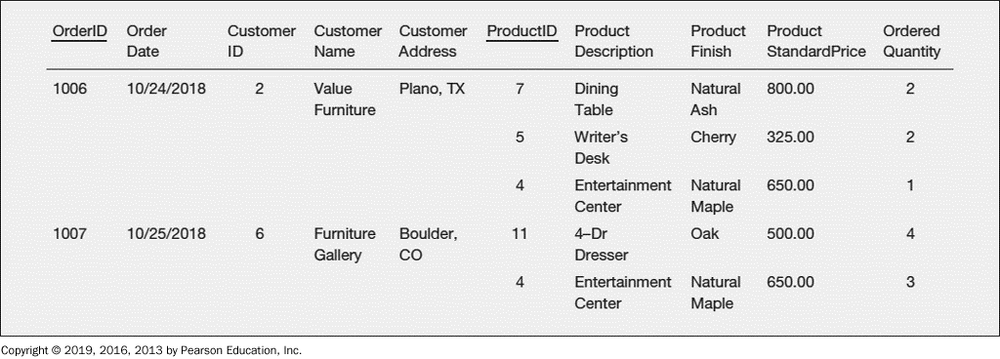 OrderID Order Customer Customer Customer ProductID Product Product Product Ordered
Date ID Name Address Description Finish StandardPrice Quantity
1006 10/24/2018 2 Value Plano, TX 7 Dining Natural 800.00 2
Furniture Table Ash
5 Writer's Cherry 325.00 2
Desk
4 Entertainment Natural 650.00 1
Center Maple
1007 10/25/2018 6 Furniture Boulder, 11 4–Dr Oak 500.00 4
Gallery CO Dresser
4 Entertainment Natural 650.00 3
Center Maple
Copyright © 2019, 2016, 2013 by Pearson Education, Inc.